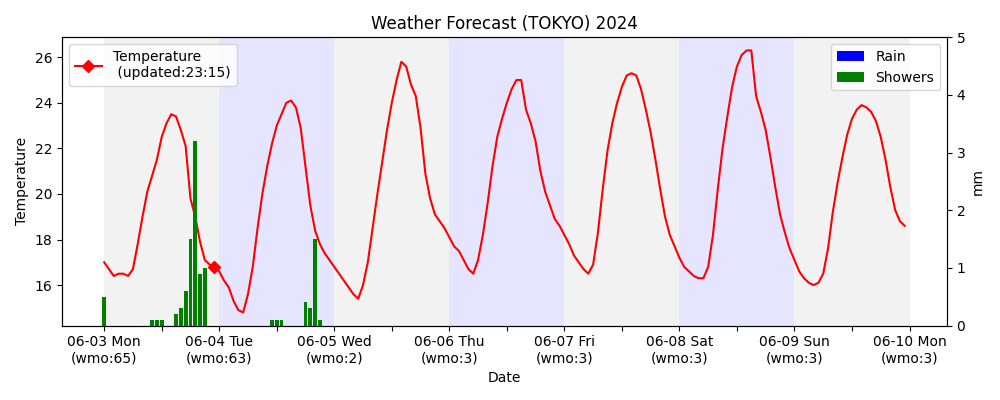 Weather Forecast (TOKYO) 2024
Temperature
(updated:23:15)
Rain
Showers
Temperature
26
24
22
20
18
16
5
4
3
2
1
0
mm
06-03 Mon
(wmo:65)
06-04 Tue
(wmo:63)
06-05 Wed
(wmo:2)
06-06 Thu
(wmo:3)
06-07 Fri
(wmo:3)
06-08 Sat
(wmo:3)
06-09 Sun
(wmo:3)
06-10 Mon
(wmo:3)
Date